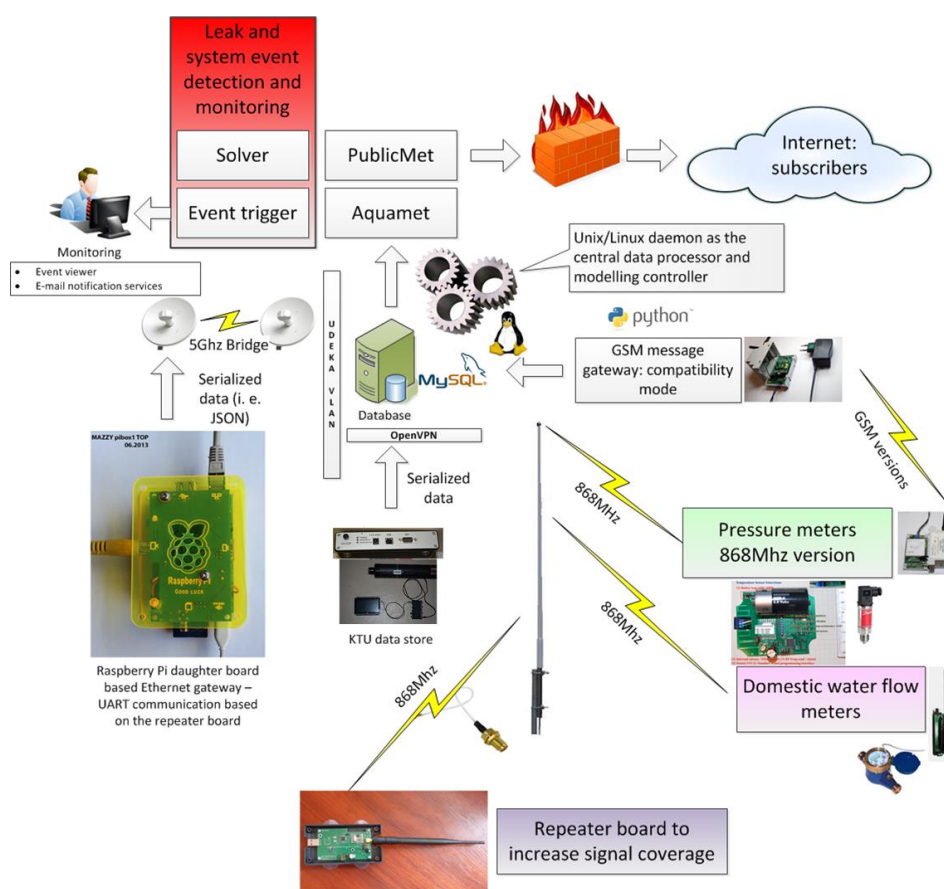 Leak and
system event
detection and
monitoring
Solver
Event trigger
PublicMet
Aquamet
Internet:
subscribers
Monitoring
• Event viewer
• E-mail notification services
Unix/Linux daemon as the
central data processor and
modelling controller
python
5Ghz Bridge
UDEKA VLAN
Database
MySQL
GSM message
gateway: compatibility
mode
GSM versions
Serialized
data (i. e.
JSON)
OpenVPN
Serialized
data
MAZZY pibox1 TOP
06.2013
Raspberry Pi
GOOD LUCK
868MHz
Pressure meters
868Mhz version
868Mhz
KTU data store
Domestic water flow
meters
Raspberry Pi daughter board
based Ethernet gateway –
UART communication based
on the repeater board
868Mhz
Repeater board to
increase signal coverage